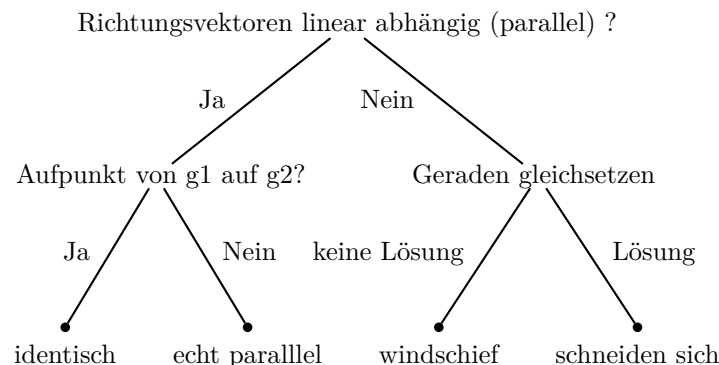 Richtungsvektoren linear abhängig (parallel) ?
Ja
Nein
Aufpunkt von g1 auf g2?
Geraden gleichsetzen
Ja
Nein
keine Lösung
Lösung
identisch
echt paralllel
windschief
schneiden sich